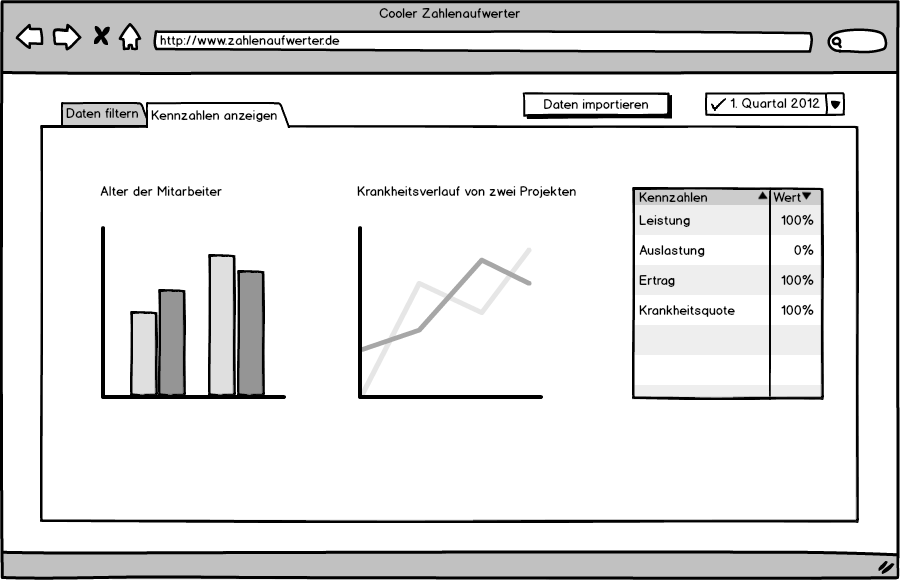 Cooler Zahlenaufwerter
http://www.zahlenaufwerter.de
Daten filtern
Kennzahlen anzeigen
Daten importieren
1. Quartal 2012
Alter der Mitarbeiter
Krankheitsverlauf von zwei Projekten
Kennzahlen Wert
Leistung 100%
Auslastung 0%
Ertrag 100%
Krankheitsquote 100%